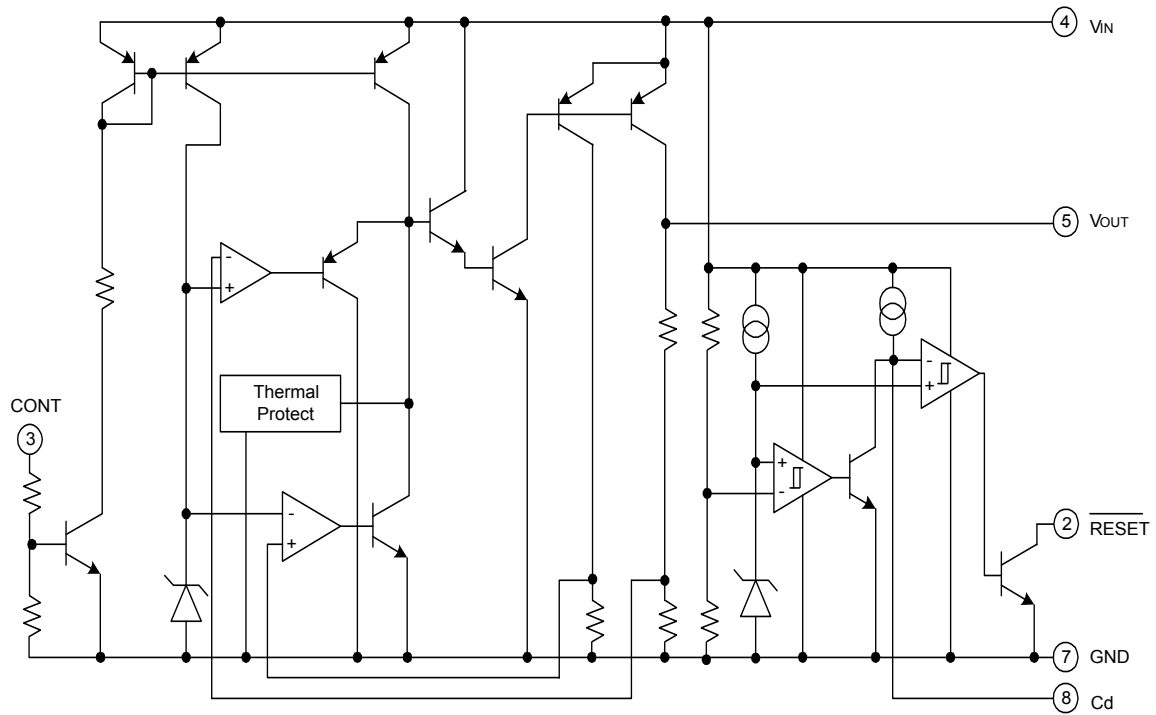 4 VIN
5 VOUT
-
+
Thermal
Protect
CONT
3
-
+
-
+
+
-
2 RESET
7 GND
8 Cd